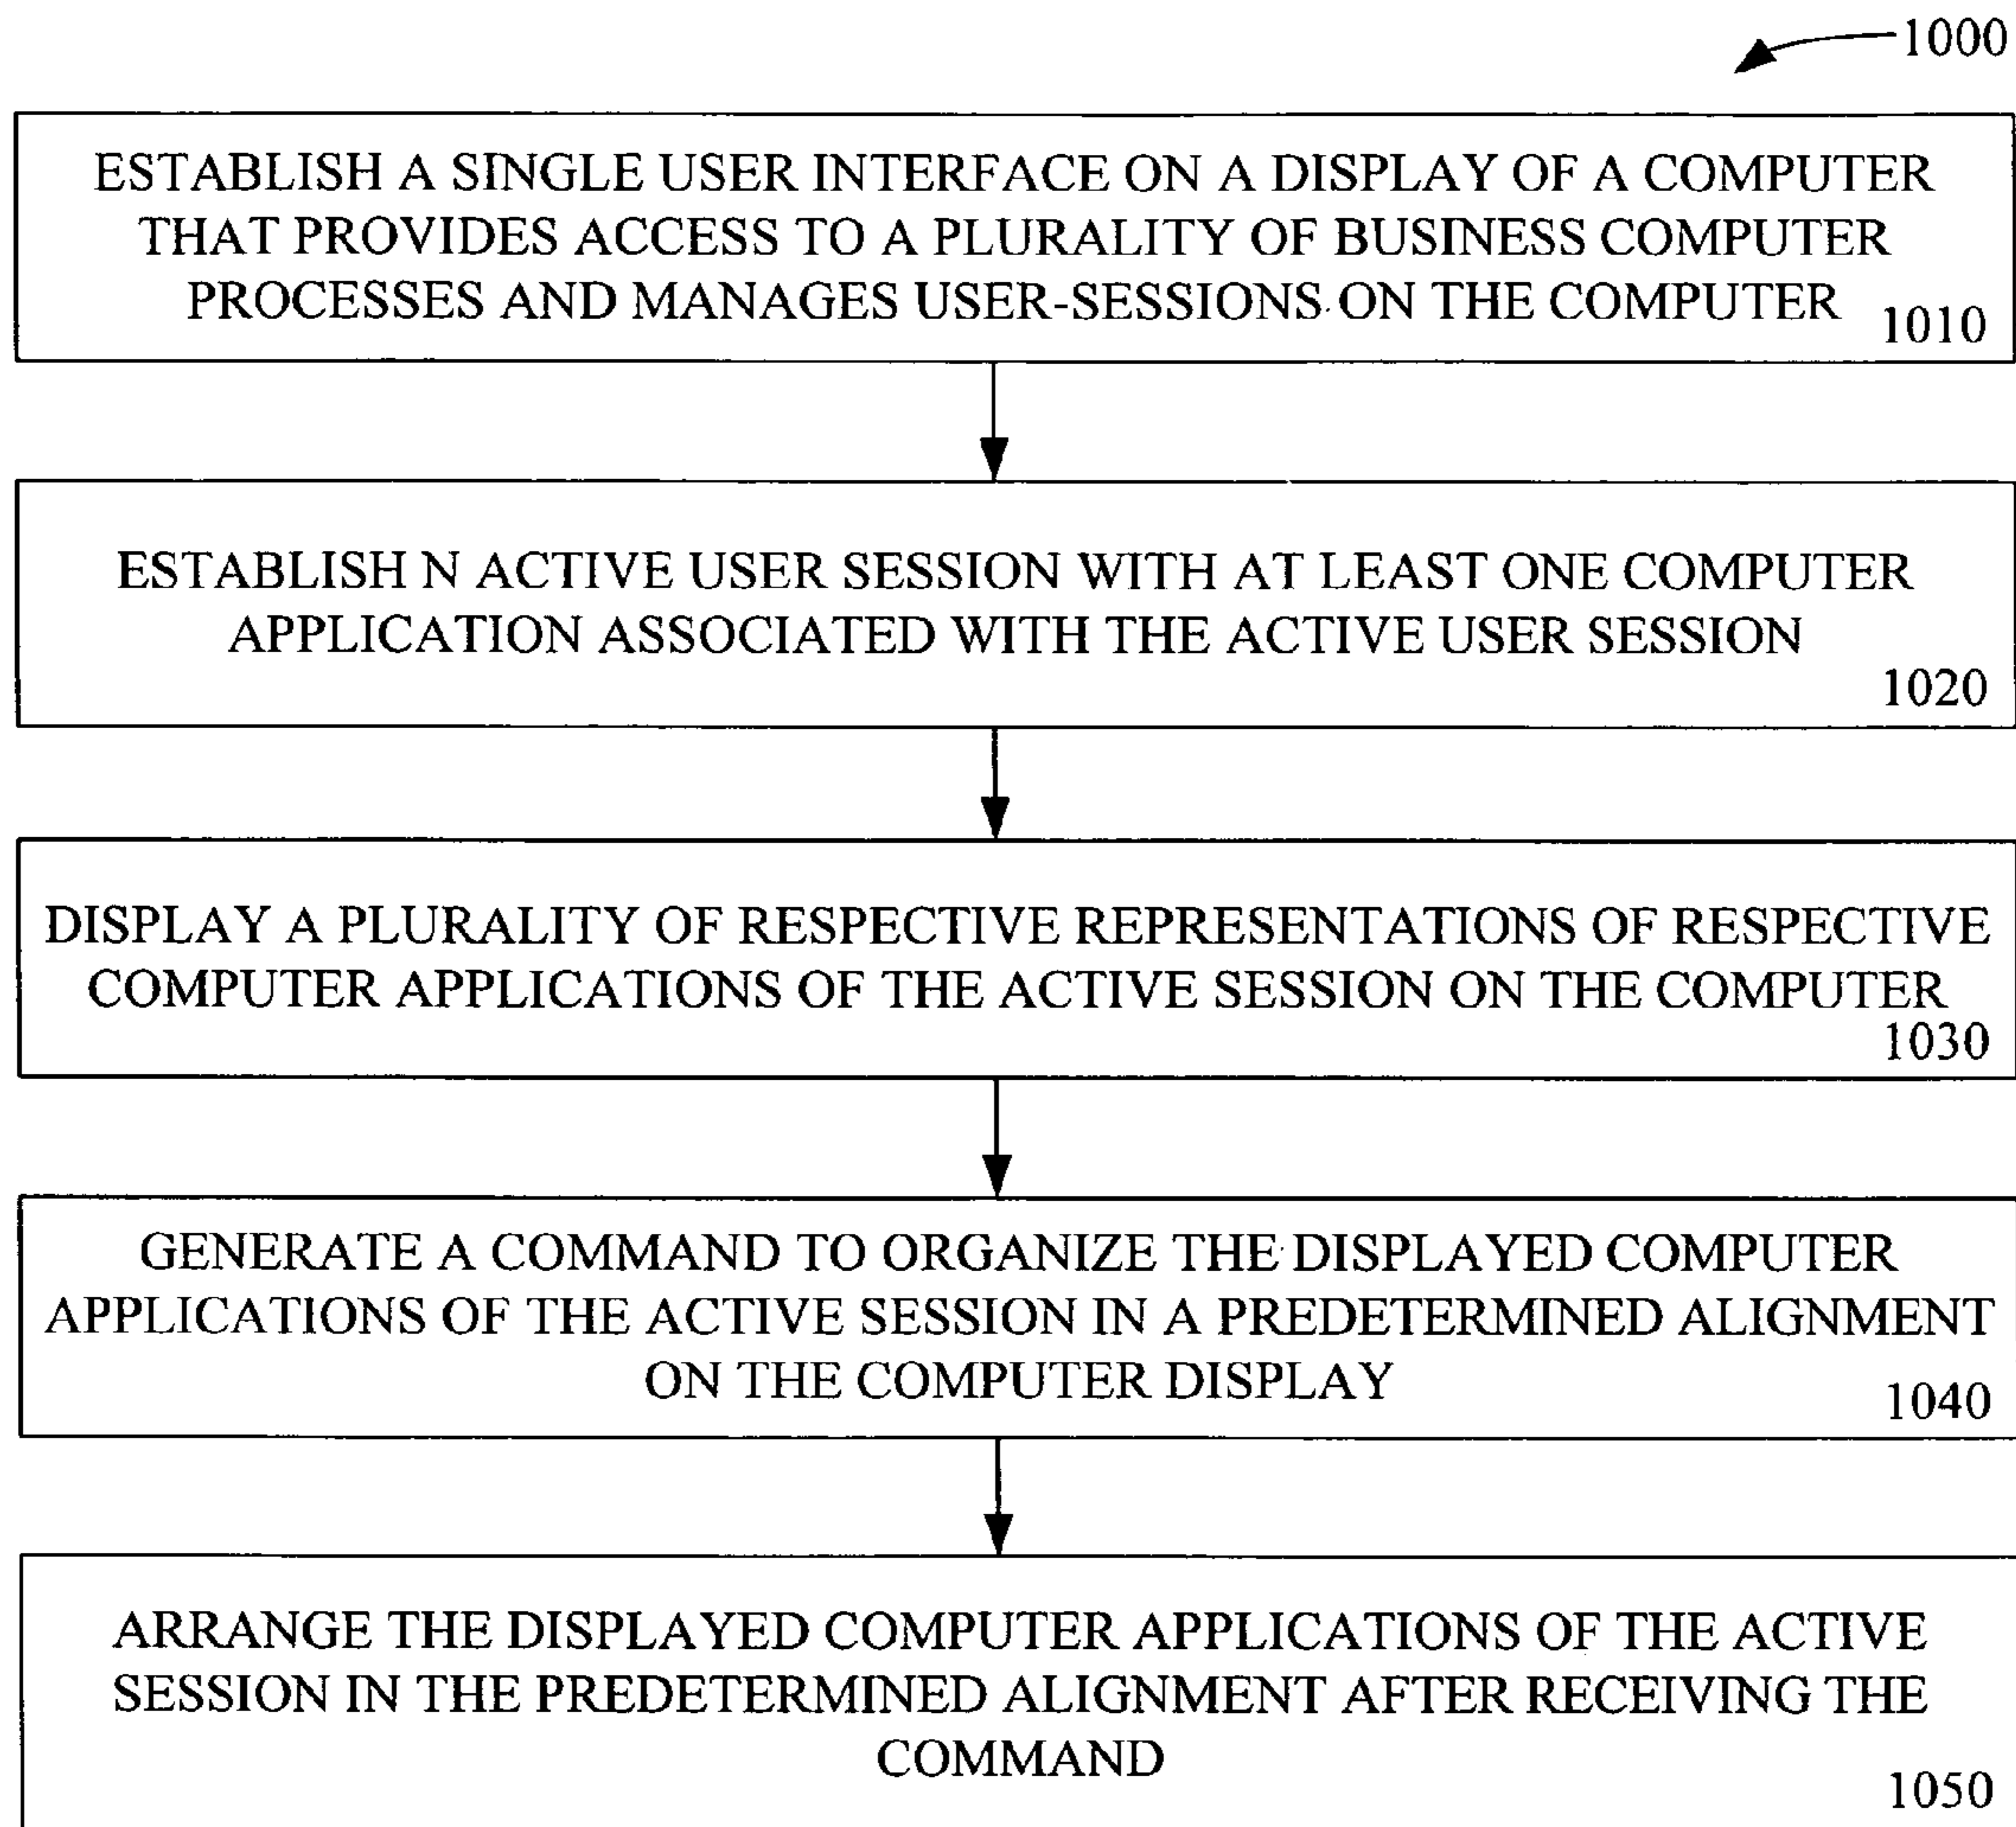 1000
ESTABLISH A SINGLE USER INTERFACE ON A DISPLAY OF A COMPUTER
THAT PROVIDES ACCESS TO A PLURALITY OF BUSINESS COMPUTER
PROCESSES AND MANAGES USER-SESSIONS ON THE COMPUTER
1010
ESTABLISH N ACTIVE USER SESSION WITH AT LEAST ONE COMPUTER
APPLICATION ASSOCIATED WITH THE ACTIVE USER SESSION
1020
DISPLAY A PLURALITY OF RESPECTIVE REPRESENTATIONS OF RESPECTIVE
COMPUTER APPLICATIONS OF THE ACTIVE SESSION ON THE COMPUTER
1030
GENERATE A COMMAND TO ORGANIZE THE DISPLAYED COMPUTER
APPLICATIONS OF THE ACTIVE SESSION IN A PREDETERMINED ALIGNMENT
ON THE COMPUTER DISPLAY
1040
ARRANGE THE DISPLAYED COMPUTER APPLICATIONS OF THE ACTIVE
SESSION IN THE PREDETERMINED ALIGNMENT AFTER RECEIVING THE
COMMAND
1050